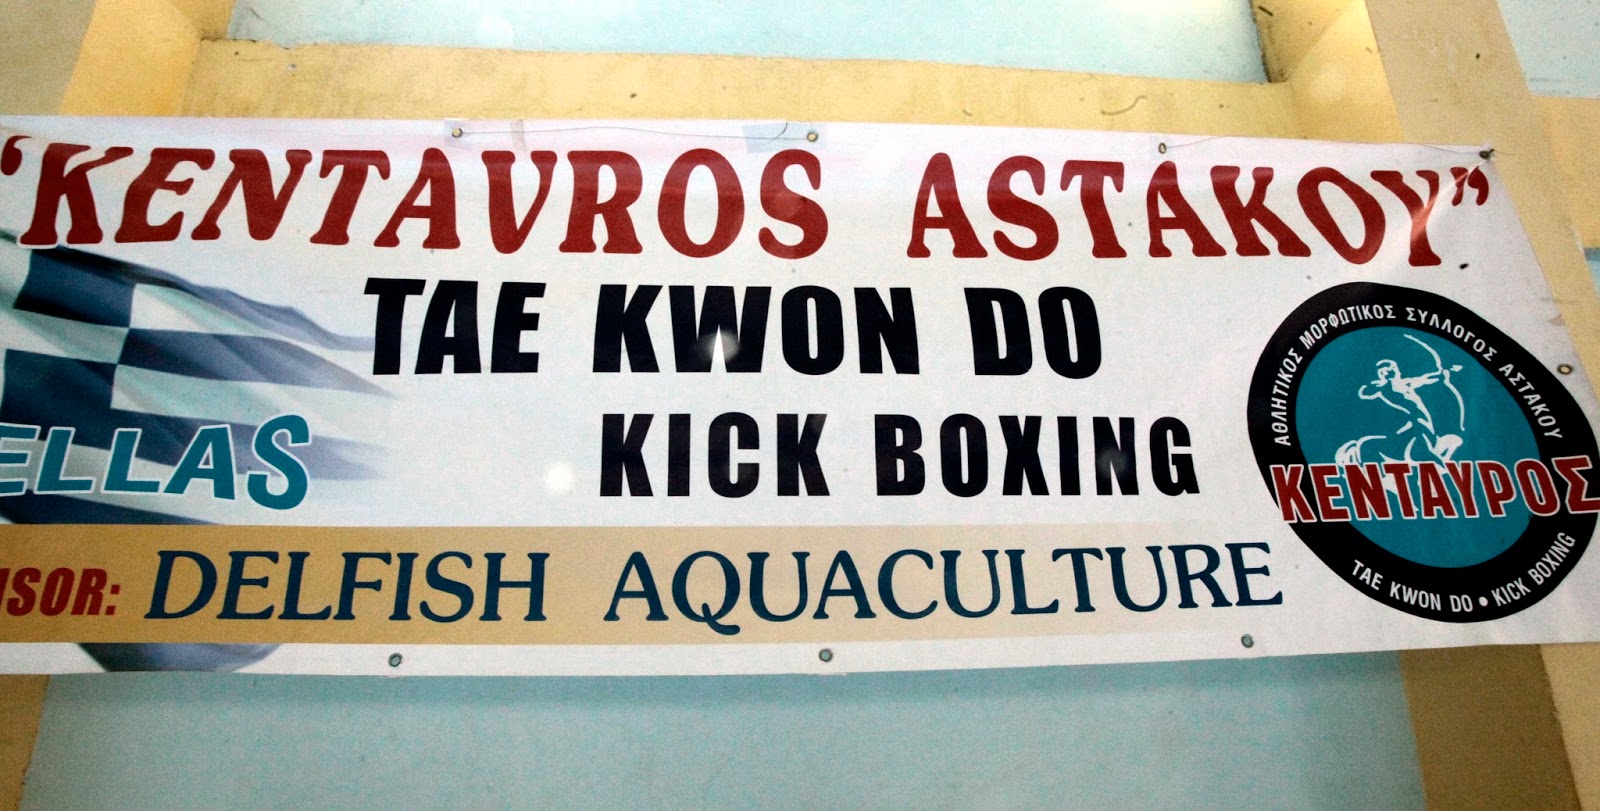 "KENTAVROS ASTAKOY"
TAE KWON DO
KICK BOXING
ELLAS
NSOR: DELFISH AQUACULTURE
ΑΘΛΗΤΙΚΟΣ ΜΟΡΦΩΤΙΚΟΣ ΣΥΛΛΟΓΟΣ ΑΣΤΑΚΟΥ
ΚΕΝΤΑΥΡΟΣ
TAE KWON DO • KICK BOXING